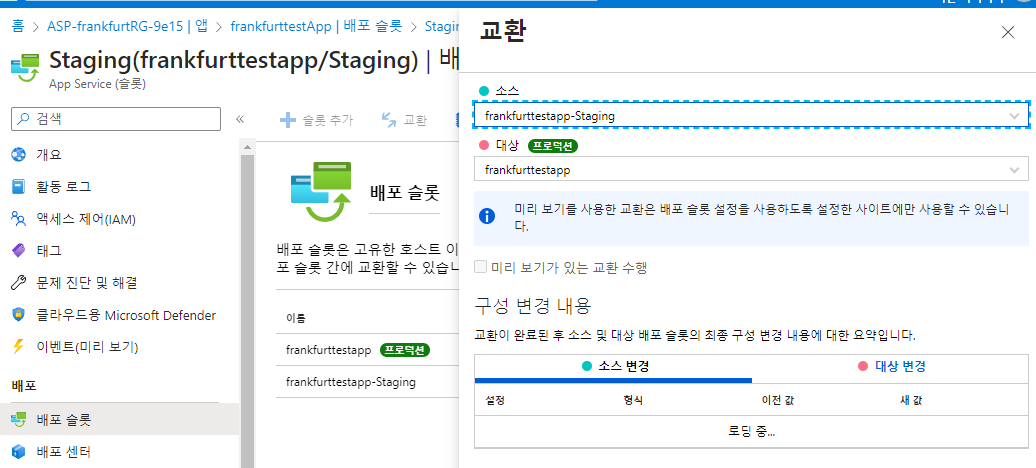 홈 > ASP-frankfurtRG-9e15 | 앱 > frankfurttestApp | 배포 슬롯 >
Staging(frankfurttestapp/Staging) |
App Service (슬롯)
검색
«
개요
활동 로그
액세스 제어(IAM)
태그
문제 진단 및 해결
클라우드용 Microsoft Defender
이벤트(미리 보기)
배포
배포 슬롯
배포 센터
슬롯 추가
교환
배포 슬롯
배포 슬롯은 고유한 호스트
포 슬롯 간에 교환할 수
이름
frankfurttestapp 프로덕션
frankfurttestapp-Staging
교환
소스
frankfurttestapp-Staging
대상 프로덕션
frankfurttestapp
미리 보기를 사용한 교환은 배포 슬롯 설정을 사용하도록 설정한 사이트에만 사용할 수 있습니
다.
미리 보기가 있는 교환 수행
구성 변경 내용
교환이 완료된 후 소스 및 대상 배포 슬롯의 최종 구성 변경 내용에 대한 요약입니다.
소스 변경 대상 변경
설정 형식 이전 값 새 값
로딩 중...